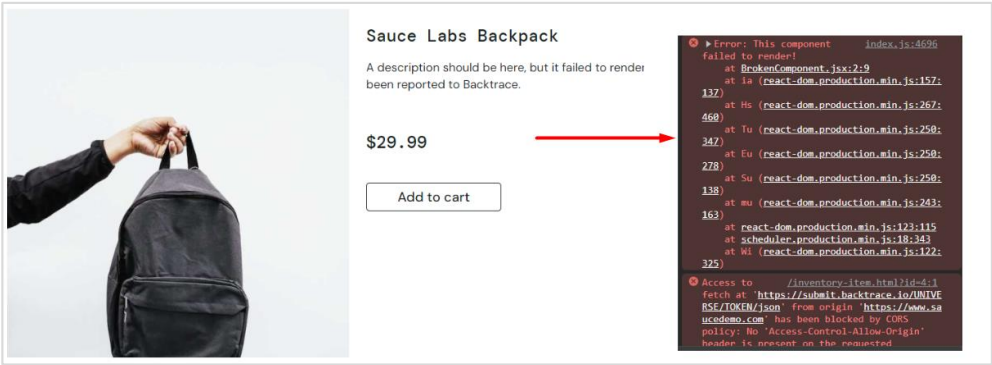 Sauce Labs Backpack
A description should be here, but it failed to render
been reported to Backtrace.
$29.99
Add to cart
Error: This component index.js:4696
failed to render!
at BrokenComponent.jsx:2:9
at ia (react-dom.production.min.js:157:
137)
at Hs (react-dom.production.min.js:267:
460)
at Tu (react-dom.production.min.js:250:
347)
at Eu (react-dom.production.min.js:250:
278)
at Su (react-dom.production.min.js:250:
138)
at mu (react-dom.production.min.js:243:
163)
at react-dom.production.min.js:123:115
at scheduler.production.min.js:18:343
at Wi (react-dom.production.min.js:122:
325)
Access to /inventory-item.html?id=4:1
fetch at 'https://submit.backtrace.io/UNIVE
RSE/TOKEN/json' from origin 'https://www.sa
ucedemo.com' has been blocked by CORS
policy: No 'Access-Control-Allow-Origin'
header is present on the requested